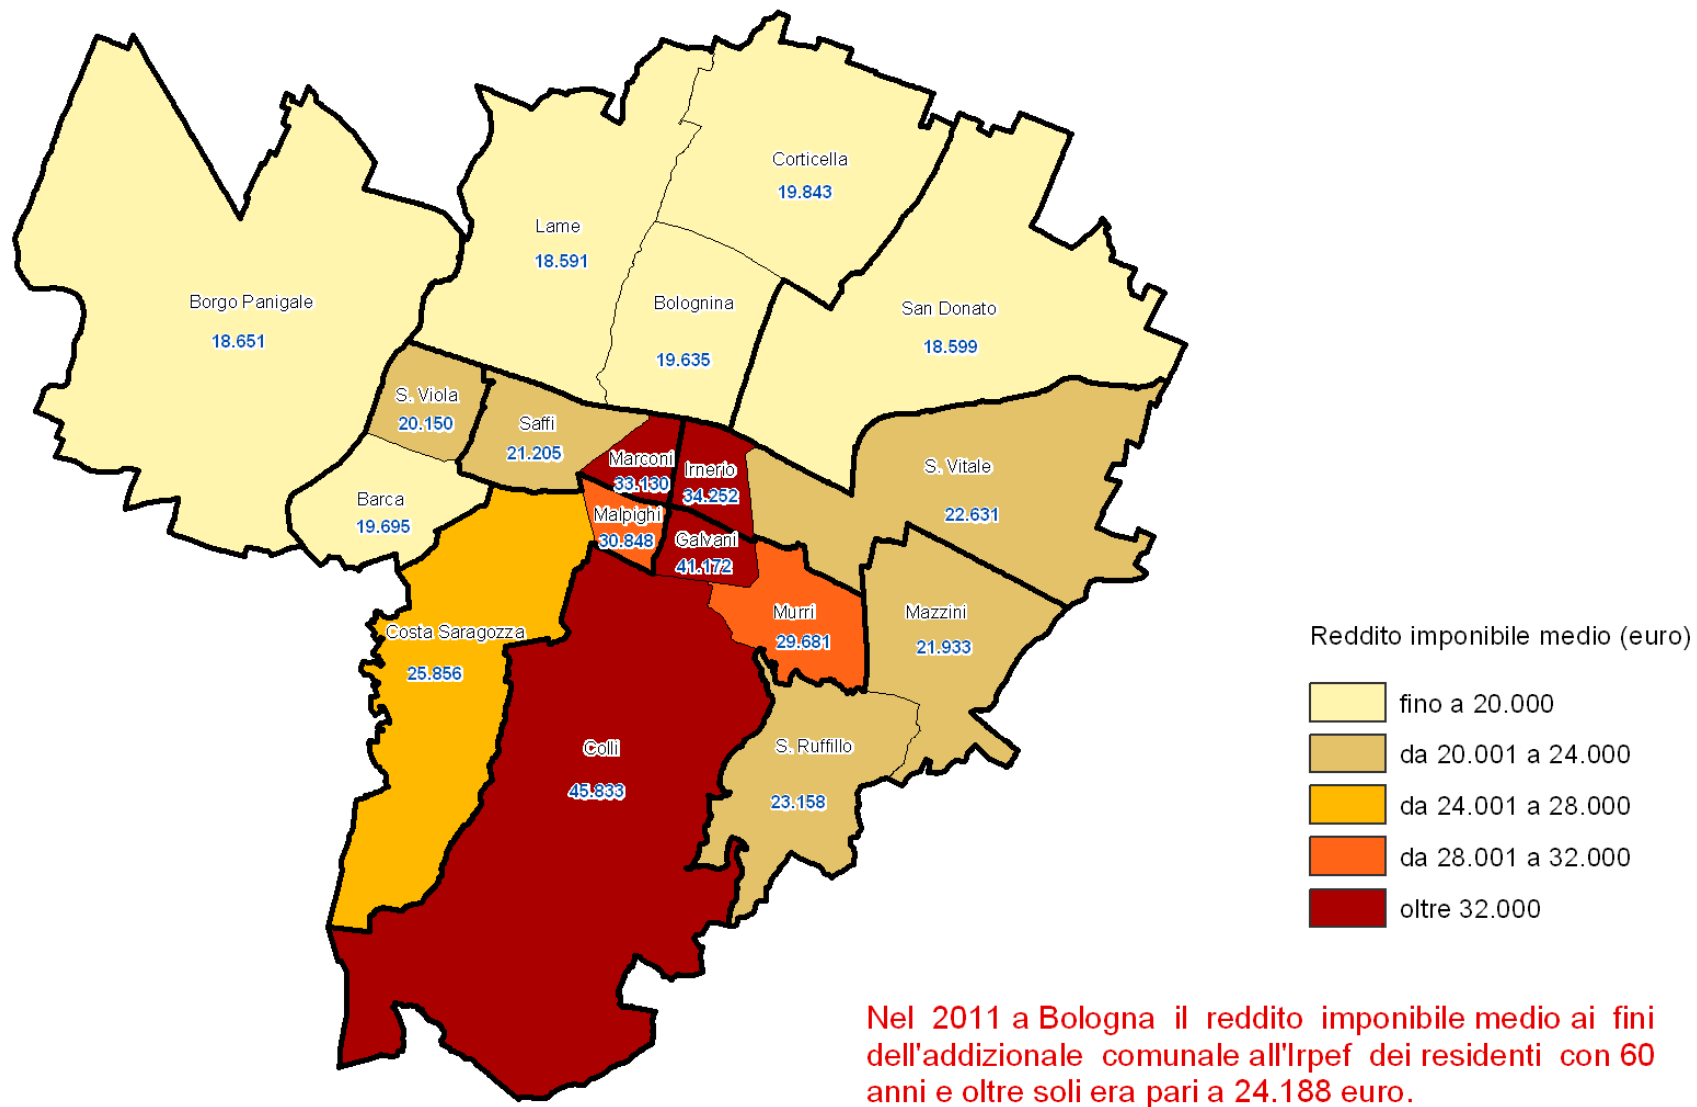 Corticella
19.843
Lame
18.591
Borgo Panigale
18.651
Bolognina
19.635
San Donato
18.599
S. Viola
20.150
Saffi
21.205
Marconi
33.130
Irnerio
34.252
S. Vitale
22.631
Barca
19.695
Malpighi
30.848
Galvani
41.172
Costa Saragozza
25.856
Murri
29.681
Mazzini
21.933
Colli
45.833
S. Ruffillo
23.158
Reddito imponibile medio (euro)
fino a 20.000
da 20.001 a 24.000
da 24.001 a 28.000
da 28.001 a 32.000
oltre 32.000
Nel 2011 a Bologna il reddito imponibile medio ai fini
dell'addizionale comunale all'Irpef dei residenti con 60
anni e oltre soli era pari a 24.188 euro.